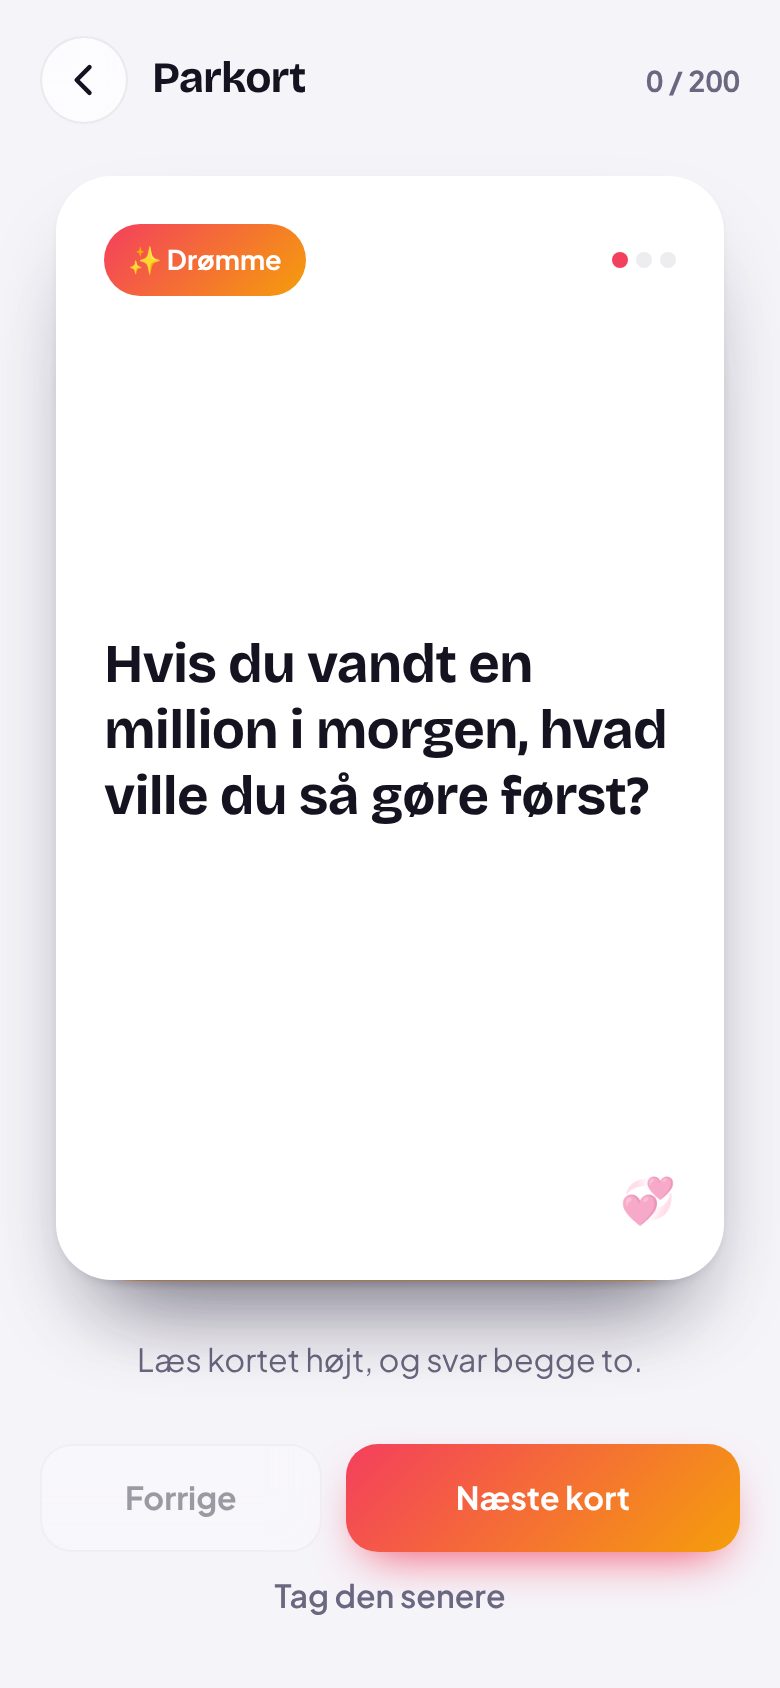 Parkort
0 / 200
✨ Drømme
Hvis du vandt en
million i morgen, hvad
ville du så gøre først?
Læs kortet højt, og svar begge to.
Forrige
Næste kort
Tag den senere